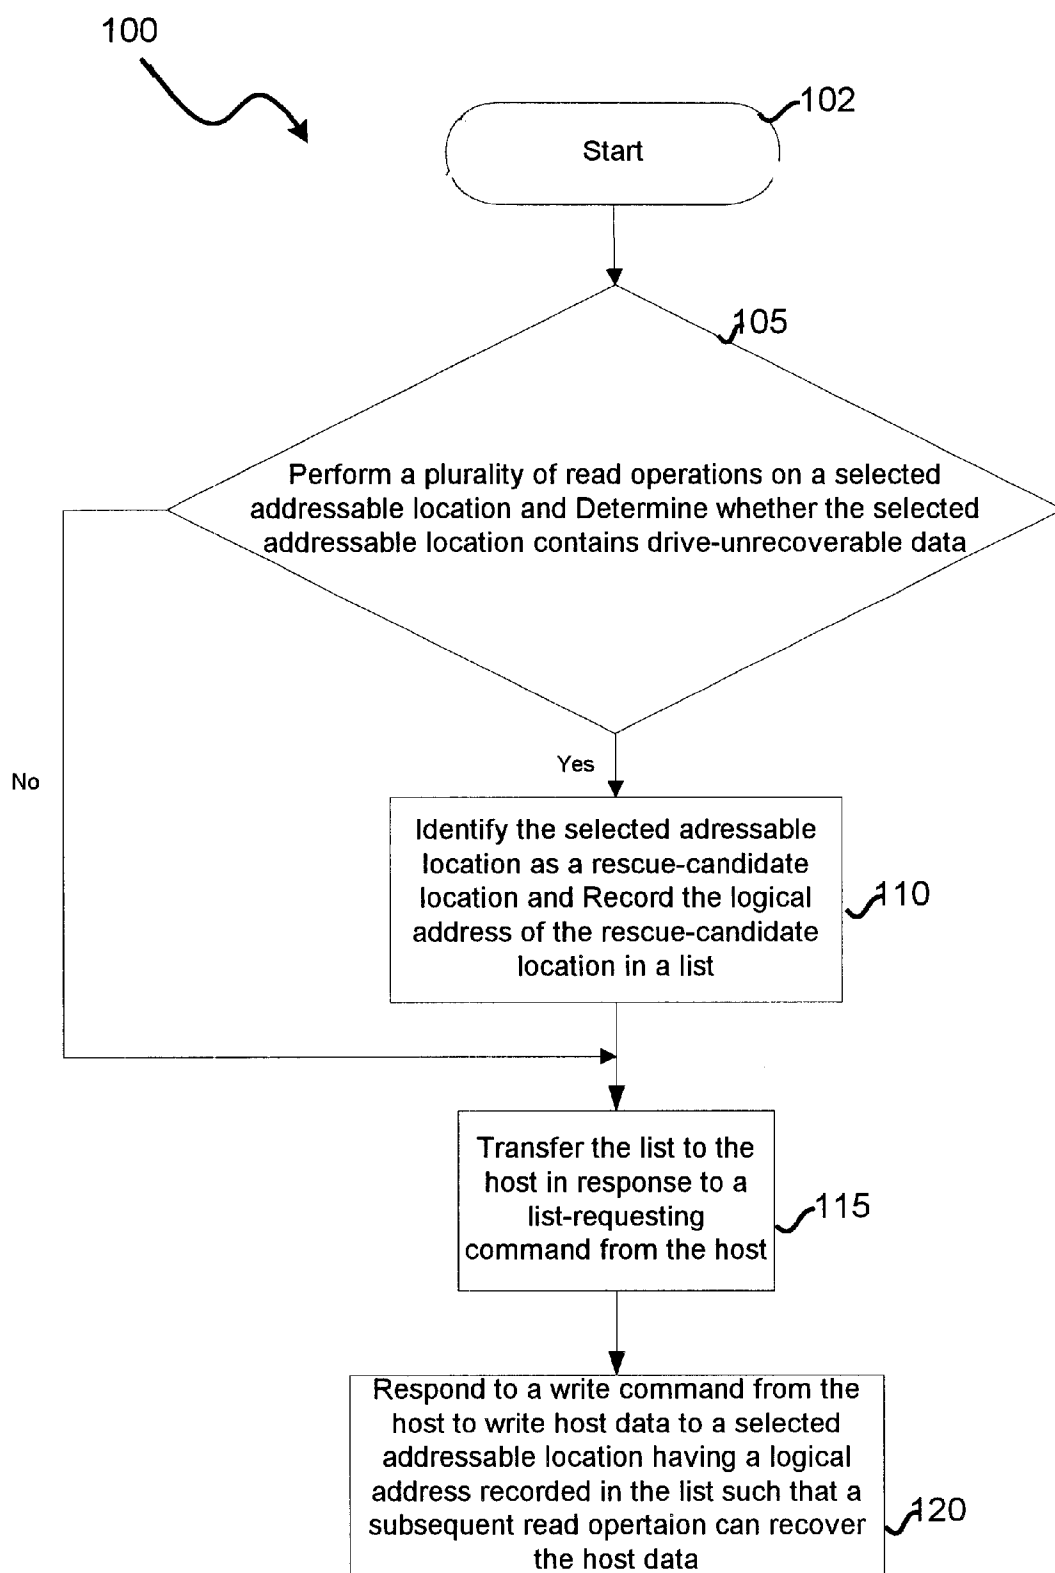 100
102
Start
105
Perform a plurality of read operations on a selected
addressable location and Determine whether the selected
addressable location contains drive-unrecoverable data
No
Yes
Identify the selected adressable
location as a rescue-candidate
location and Record the logical
address of the rescue-candidate
location in a list
110
Transfer the list to the
host in response to a
list-requesting
command from the host
115
Respond to a write command from the
host to write host data to a selected
addressable location having a logical
address recorded in the list such that a
subsequent read opertaion can recover
the host data
120